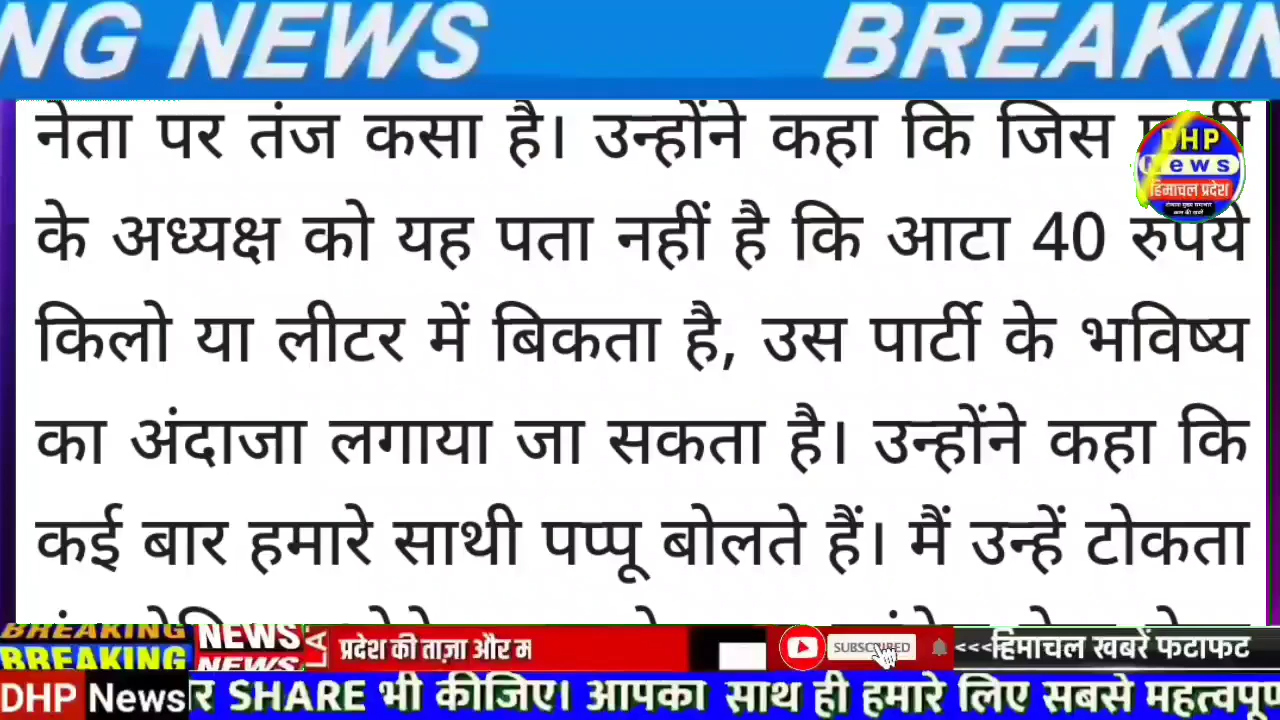 NG NEWS BREAKIN
नेता पर तंज कसा है। उन्होंने कहा कि जिस
के अध्यक्ष को यह पता नहीं है कि आटा 40 रुपये
किलो या लीटर में बिकता है, उस पार्टी के भविष्य
का अंदाजा लगाया जा सकता है। उन्होंने कहा कि
कई बार हमारे साथी पप्पू बोलते हैं। मैं उन्हें टोकता
DHP
News
हिमाचल प्रदेश
BREAKING NEWS प्रदेश की ताज़ा और म SUBSCRIBED <<<हिमाचल खबरें फटाफट
BREAKING NEWS
DHP News र SHARE भी कीजिए। आपका साथ ही हमारे लिए सबसे महत्वपूण